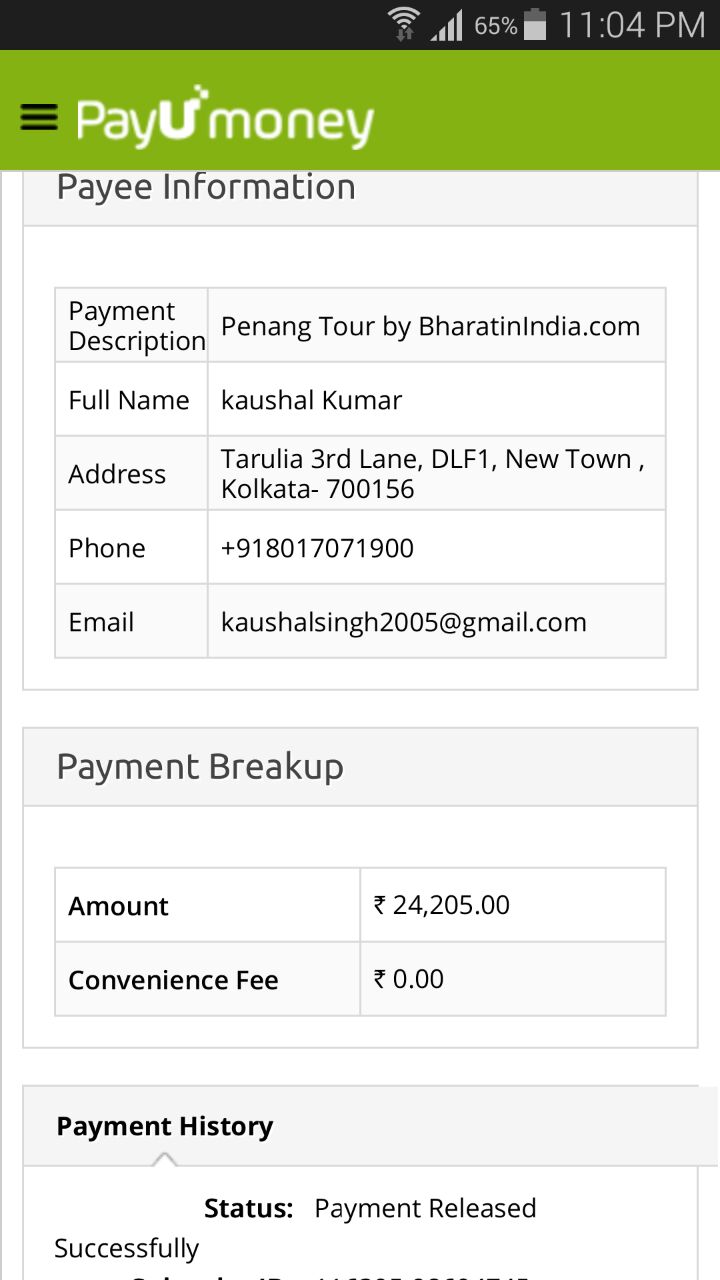 65% 11:04 PM
PayUmoney
Payee Information
Payment
Description
Penang Tour by BharatinIndia.com
Full Name kaushal Kumar
Address
Tarulia 3rd Lane, DLF1, New Town ,
Kolkata- 700156
Phone +918017071900
Email kaushalsingh2005@gmail.com
Payment Breakup
Amount ₹ 24,205.00
Convenience Fee ₹ 0.00
Payment History
Status: Payment Released
Successfully